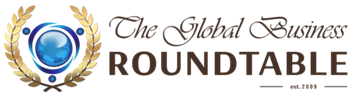 The Global Business
ROUNDTABLE
est. 2009